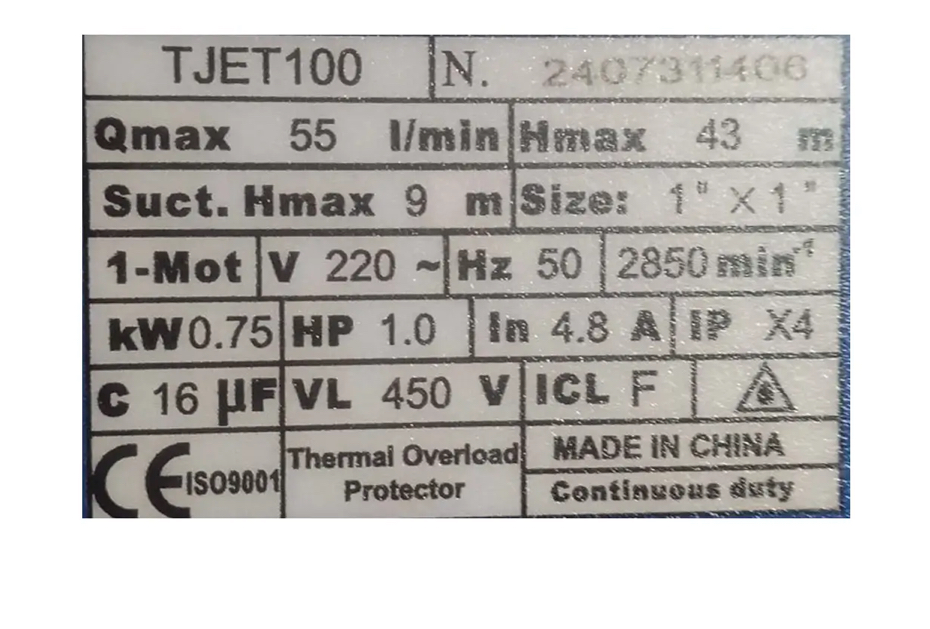 TJET100 N. 2407311406
Qmax 55 l/min Hmax 43 m
Suct. Hmax 9 m Size: 1" X 1"
1-Mot V 220 ~ Hz 50 2850 min⁻¹
kW 0.75 HP 1.0 In 4.8 A IP X4
C 16 µF VL 450 V ICL F
CE ISO9001 Thermal Overload Protector MADE IN CHINA
Continuous duty